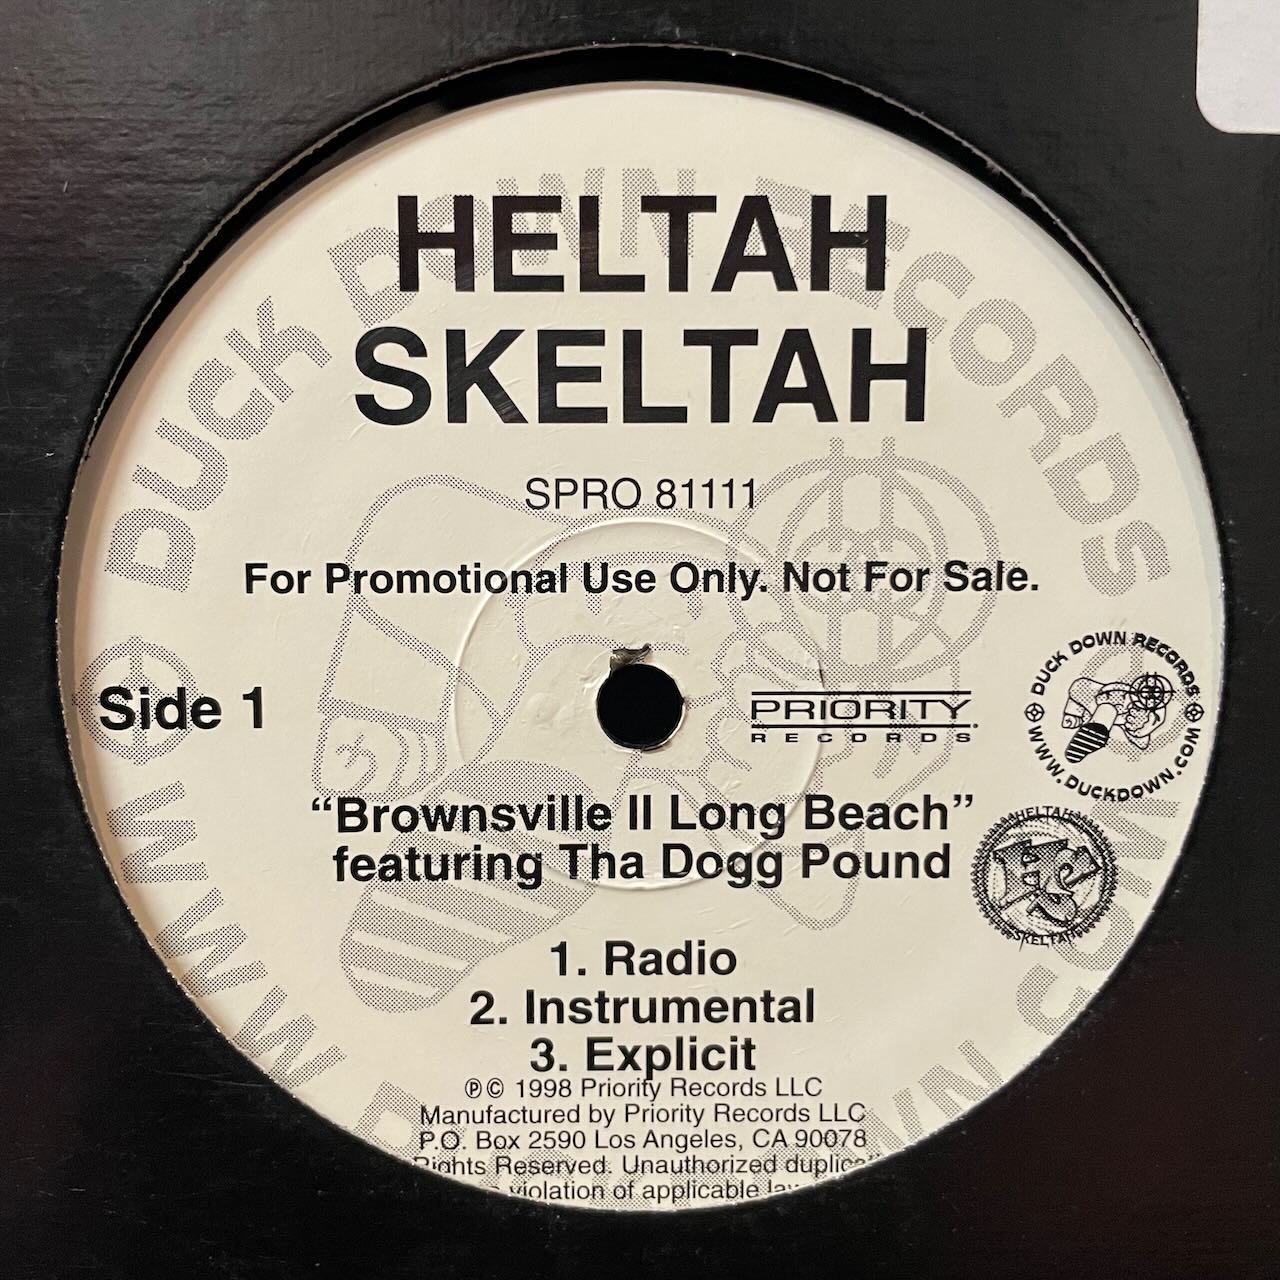 HELTAH
SKELTAH
SPRO 81111
For Promotional Use Only. Not For Sale.
Side 1
PRIORITY
RECORDS
DUCK DOWN RECORDS
WWW.DUCKDOWN.COM
“Brownsville II Long Beach”
featuring Tha Dogg Pound
HELTAH
SKELTAH
1. Radio
2. Instrumental
3. Explicit
℗© 1998 Priority Records LLC
Manufactured by Priority Records LLC
P.O. Box 2590 Los Angeles, CA 90078
Rights Reserved. Unauthorized
violation of applicable
DUCK DOWN RECORDS